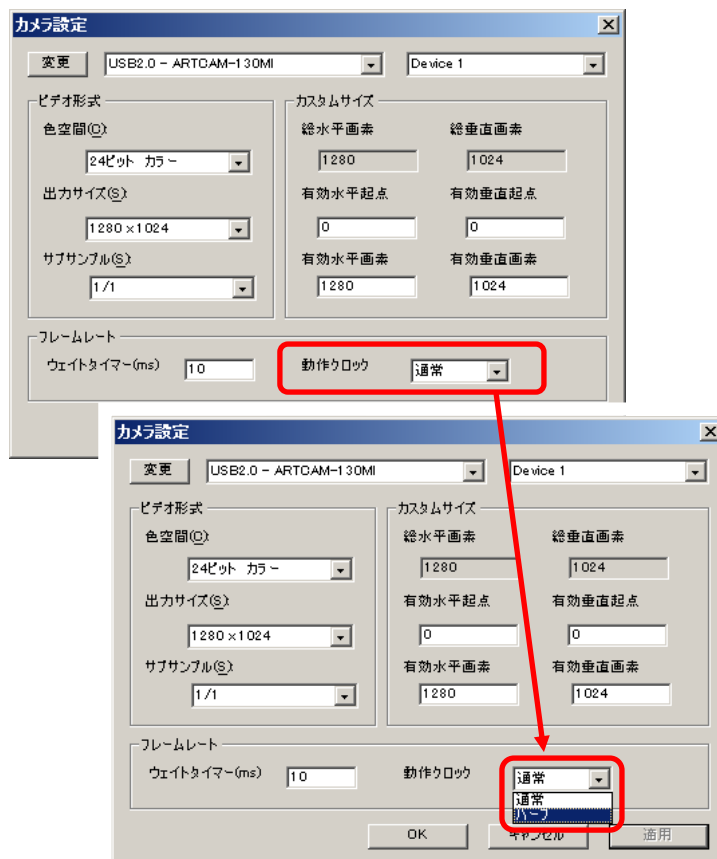 カメラ設定
変更 USB2.0 - ARTCAM-130MI Device 1
ビデオ形式 カスタムサイズ
色空間(C): 総水平画素 総垂直画素
24ビット カラー 1280 1024
出力サイズ(S): 有効水平起点 有効垂直起点
1280×1024 0 0
サブサンプル(S): 有効水平画素 有効垂直画素
1/1 1280 1024
フレームレート
ウェイトタイマー(ms) 10 動作クロック 通常
カメラ設定
変更 USB2.0 - ARTCAM-130MI Device 1
ビデオ形式 カスタムサイズ
色空間(C): 総水平画素 総垂直画素
24ビット カラー 1280 1024
出力サイズ(S): 有効水平起点 有効垂直起点
1280×1024 0 0
サブサンプル(S): 有効水平画素 有効垂直画素
1/1 1280 1024
フレームレート
ウェイトタイマー(ms) 10 動作クロック 通常
通常
ハーフ
OK キャンセル 適用